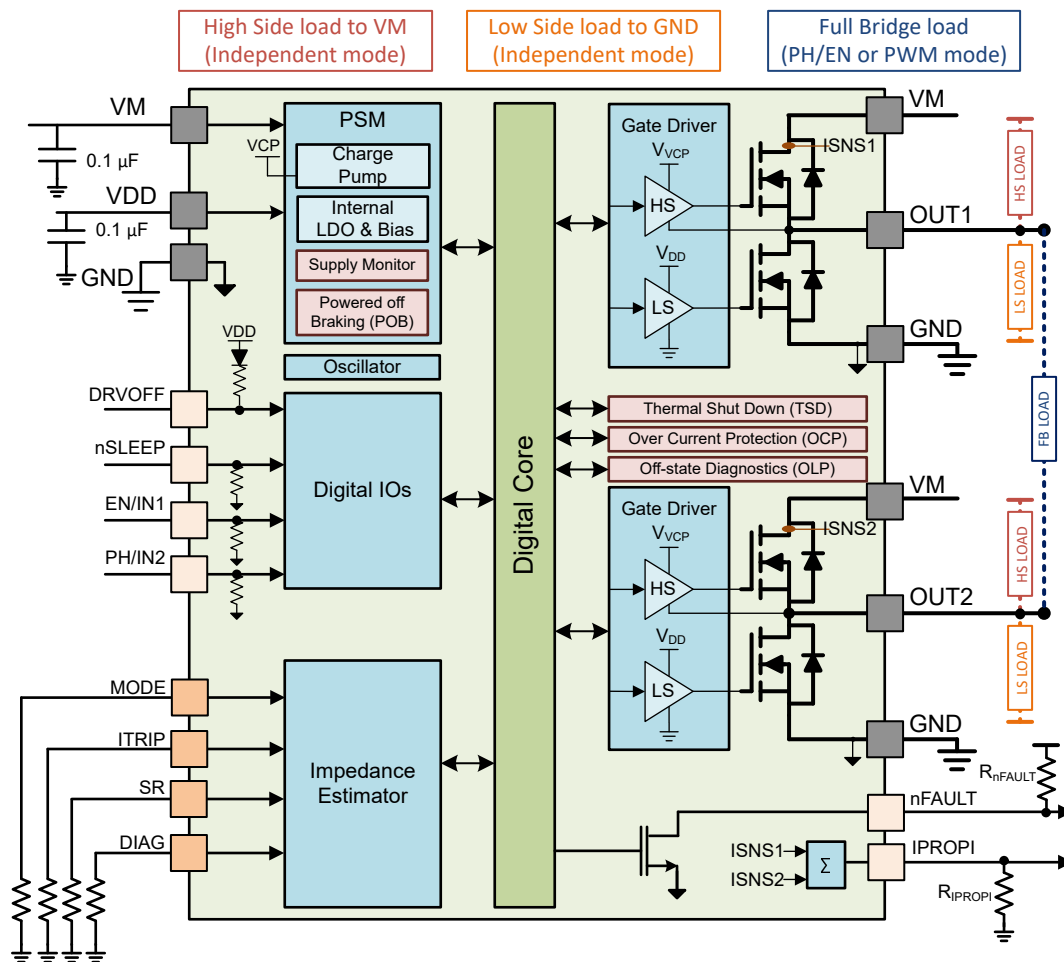 High Side load to VM
(Independent mode)
Low Side load to GND
(Independent mode)
Full Bridge load
(PH/EN or PWM mode)
VM
0.1 µF
VDD
0.1 µF
GND
PSM
VCP
Charge
Pump
Internal
LDO & Bias
Supply Monitor
Powered off
Braking (POB)
Oscillator
VDD
DRVOFF
nSLEEP
EN/IN1
PH/IN2
Digital IOs
MODE
ITRIP
SR
DIAG
Impedance
Estimator
Digital Core
Gate Driver
VVCP
HS
VDD
LS
ISNS1
VM
OUT1
GND
HS LOAD
LS LOAD
FB LOAD
Thermal Shut Down (TSD)
Over Current Protection (OCP)
Off-state Diagnostics (OLP)
Gate Driver
VVCP
HS
VDD
LS
ISNS2
VM
OUT2
GND
HS LOAD
LS LOAD
RnFAULT
nFAULT
ISNS1
ISNS2
Σ
IPROPI
RIPROPI